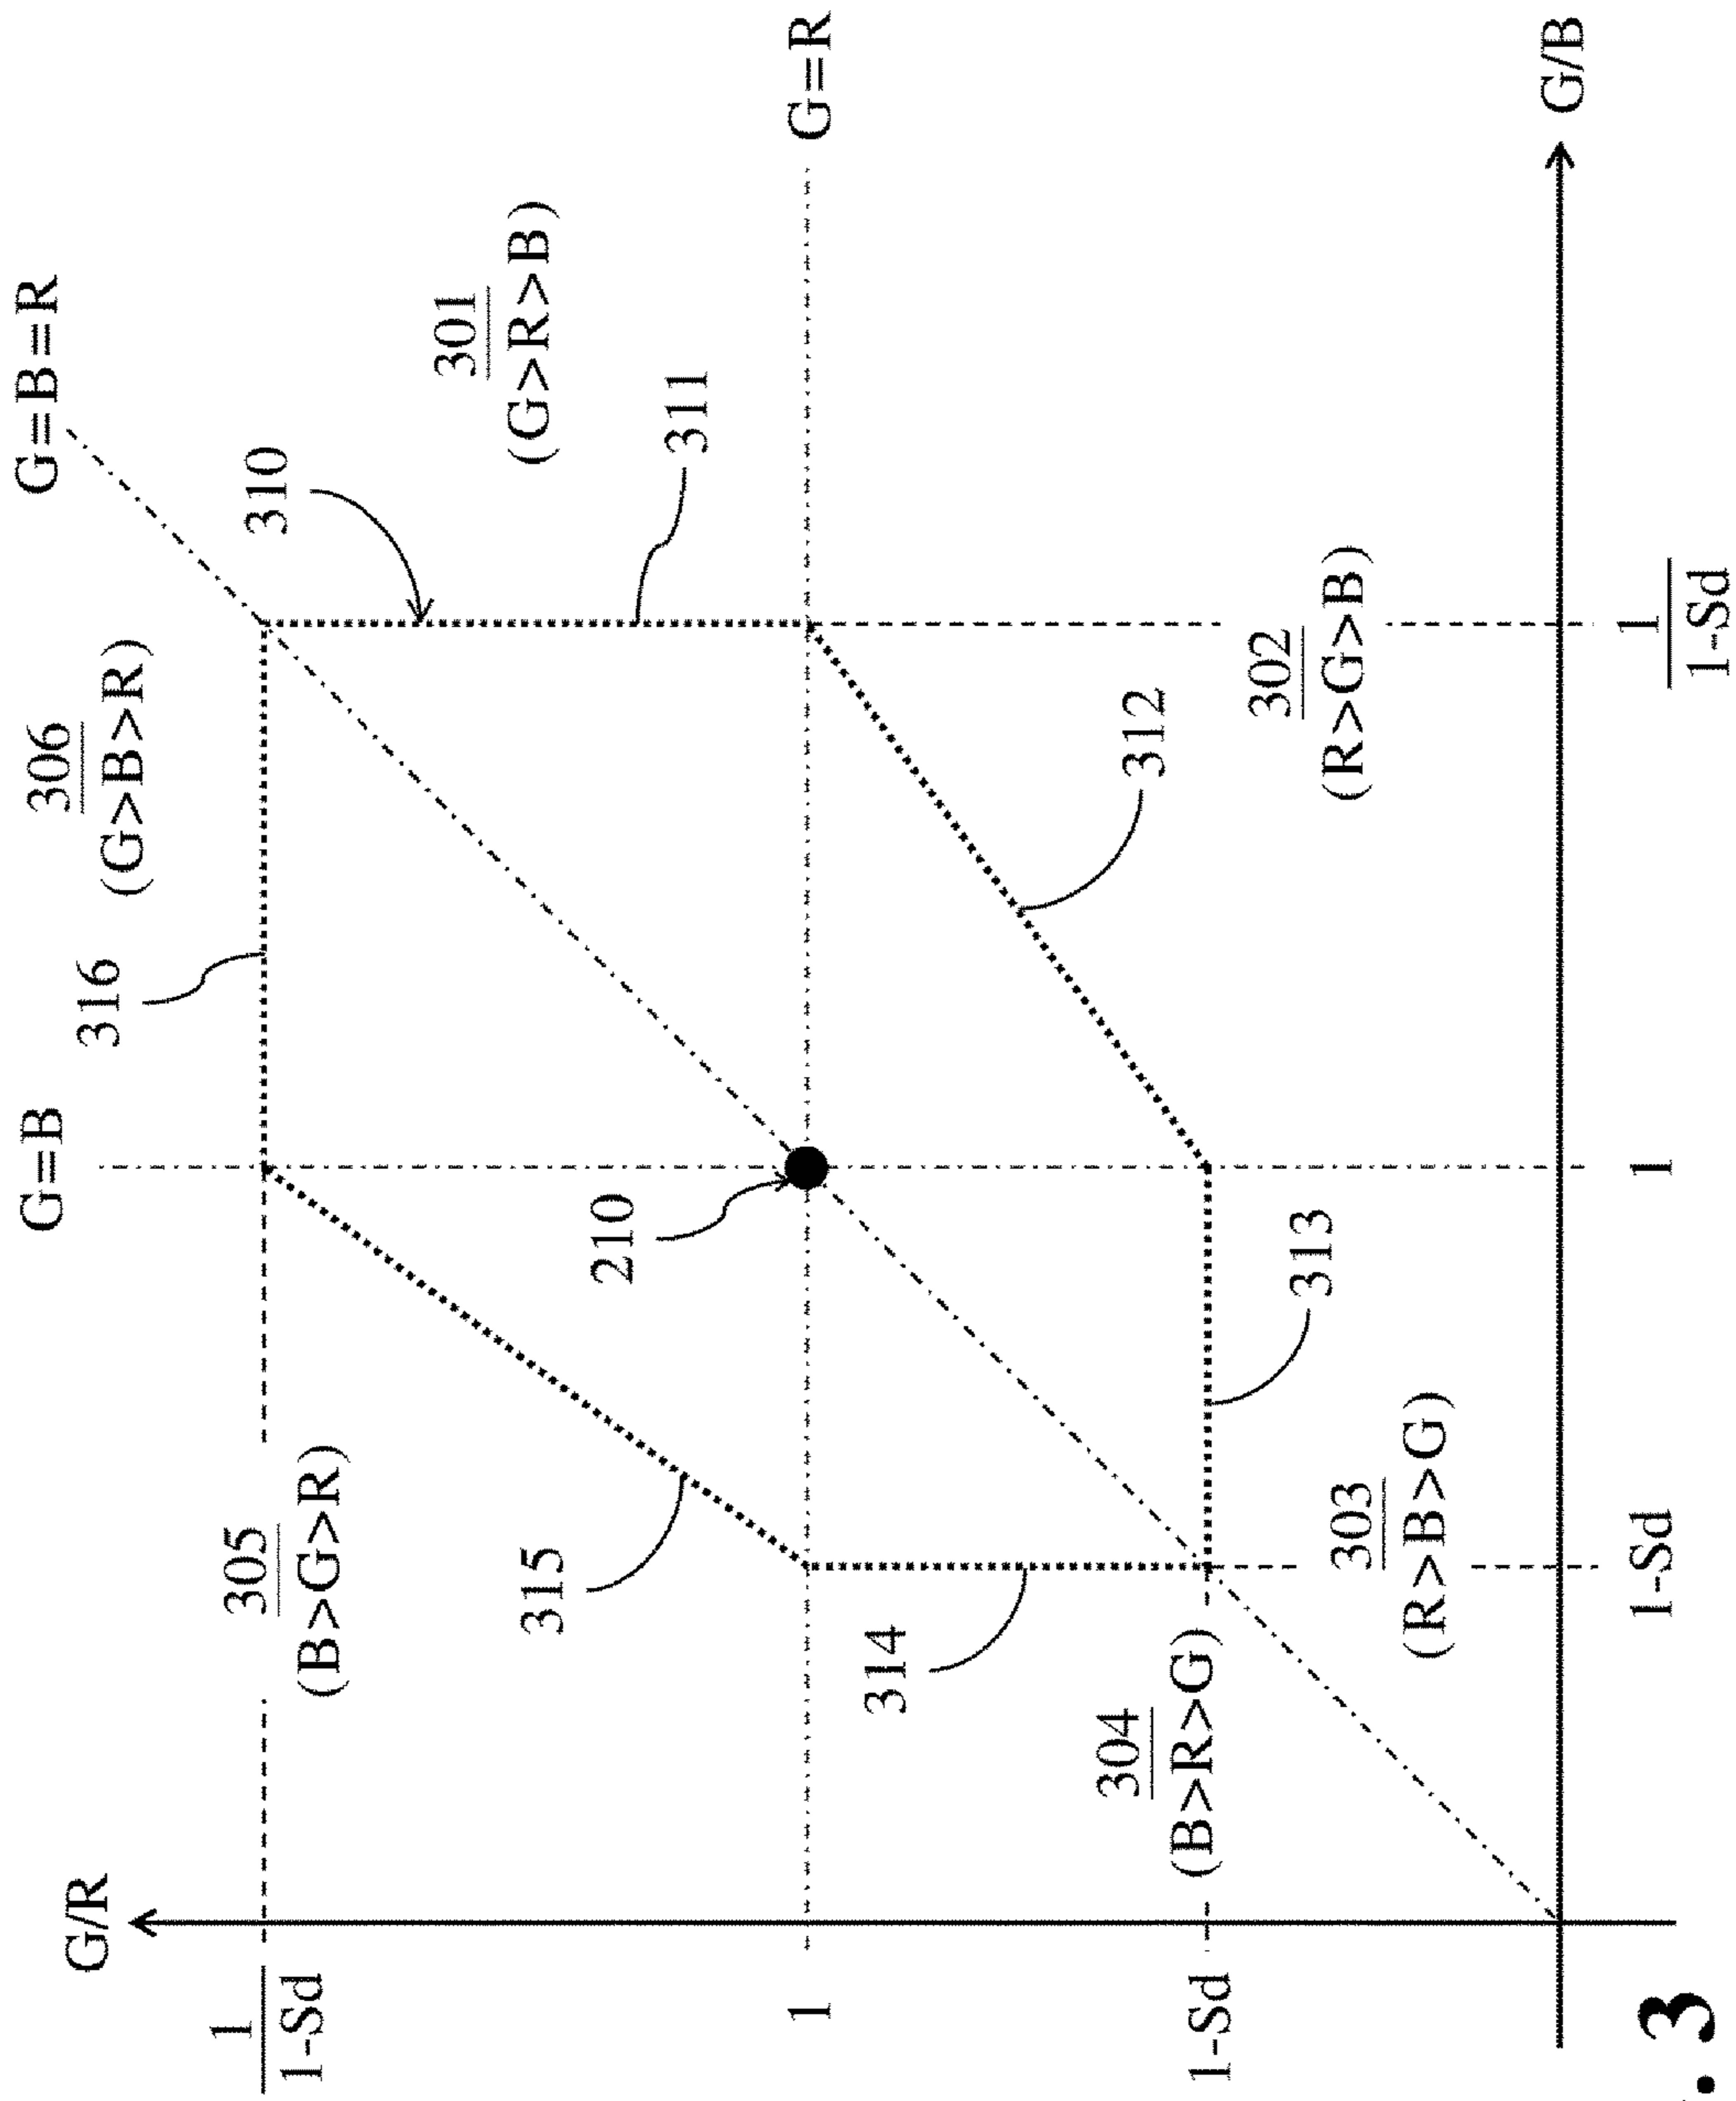 G/R
G=B
G=B=R
306
(G>B>R)
316
310
1
1-Sd
305
(B>G>R)
301
(G>R>B)
311
315
210
1
G=R
314
312
304
(B>R>G)
1-Sd
313
302
(R>G>B)
303
(R>B>G)
G/B
1-Sd
1
1
1-Sd
. 3